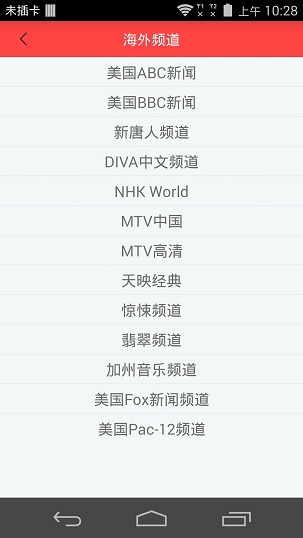 未插卡 上午 10:28
海外频道
美国ABC新闻
美国BBC新闻
新唐人频道
DIVA中文频道
NHK World
MTV中国
MTV高清
天映经典
惊悚频道
翡翠频道
加州音乐频道
美国Fox新闻频道
美国Pac-12频道